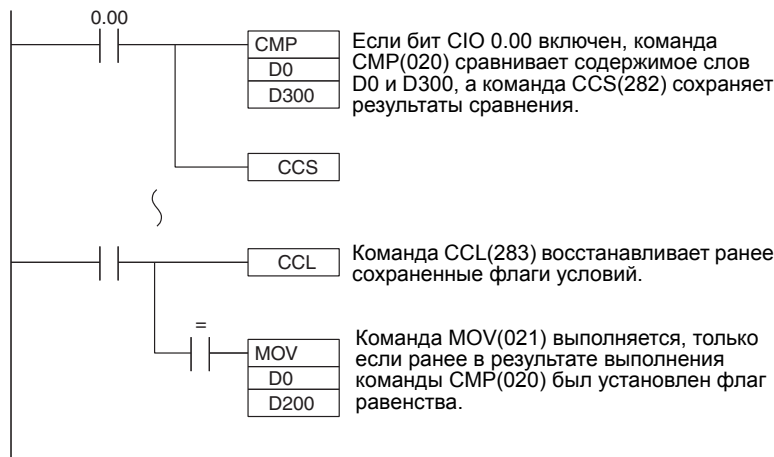 0.00
CMP
D0
D300
Если бит CIO 0.00 включен, команда
CMP(020) сравнивает содержимое слов
D0 и D300, а команда CCS(282) сохраняет
результаты сравнения.
CCS
CCL
Команда CCL(283) восстанавливает ранее
сохраненные флаги условий.
=
MOV
D0
D200
Команда MOV(021) выполняется, только
если ранее в результате выполнения
команды CMP(020) был установлен флаг
равенства.